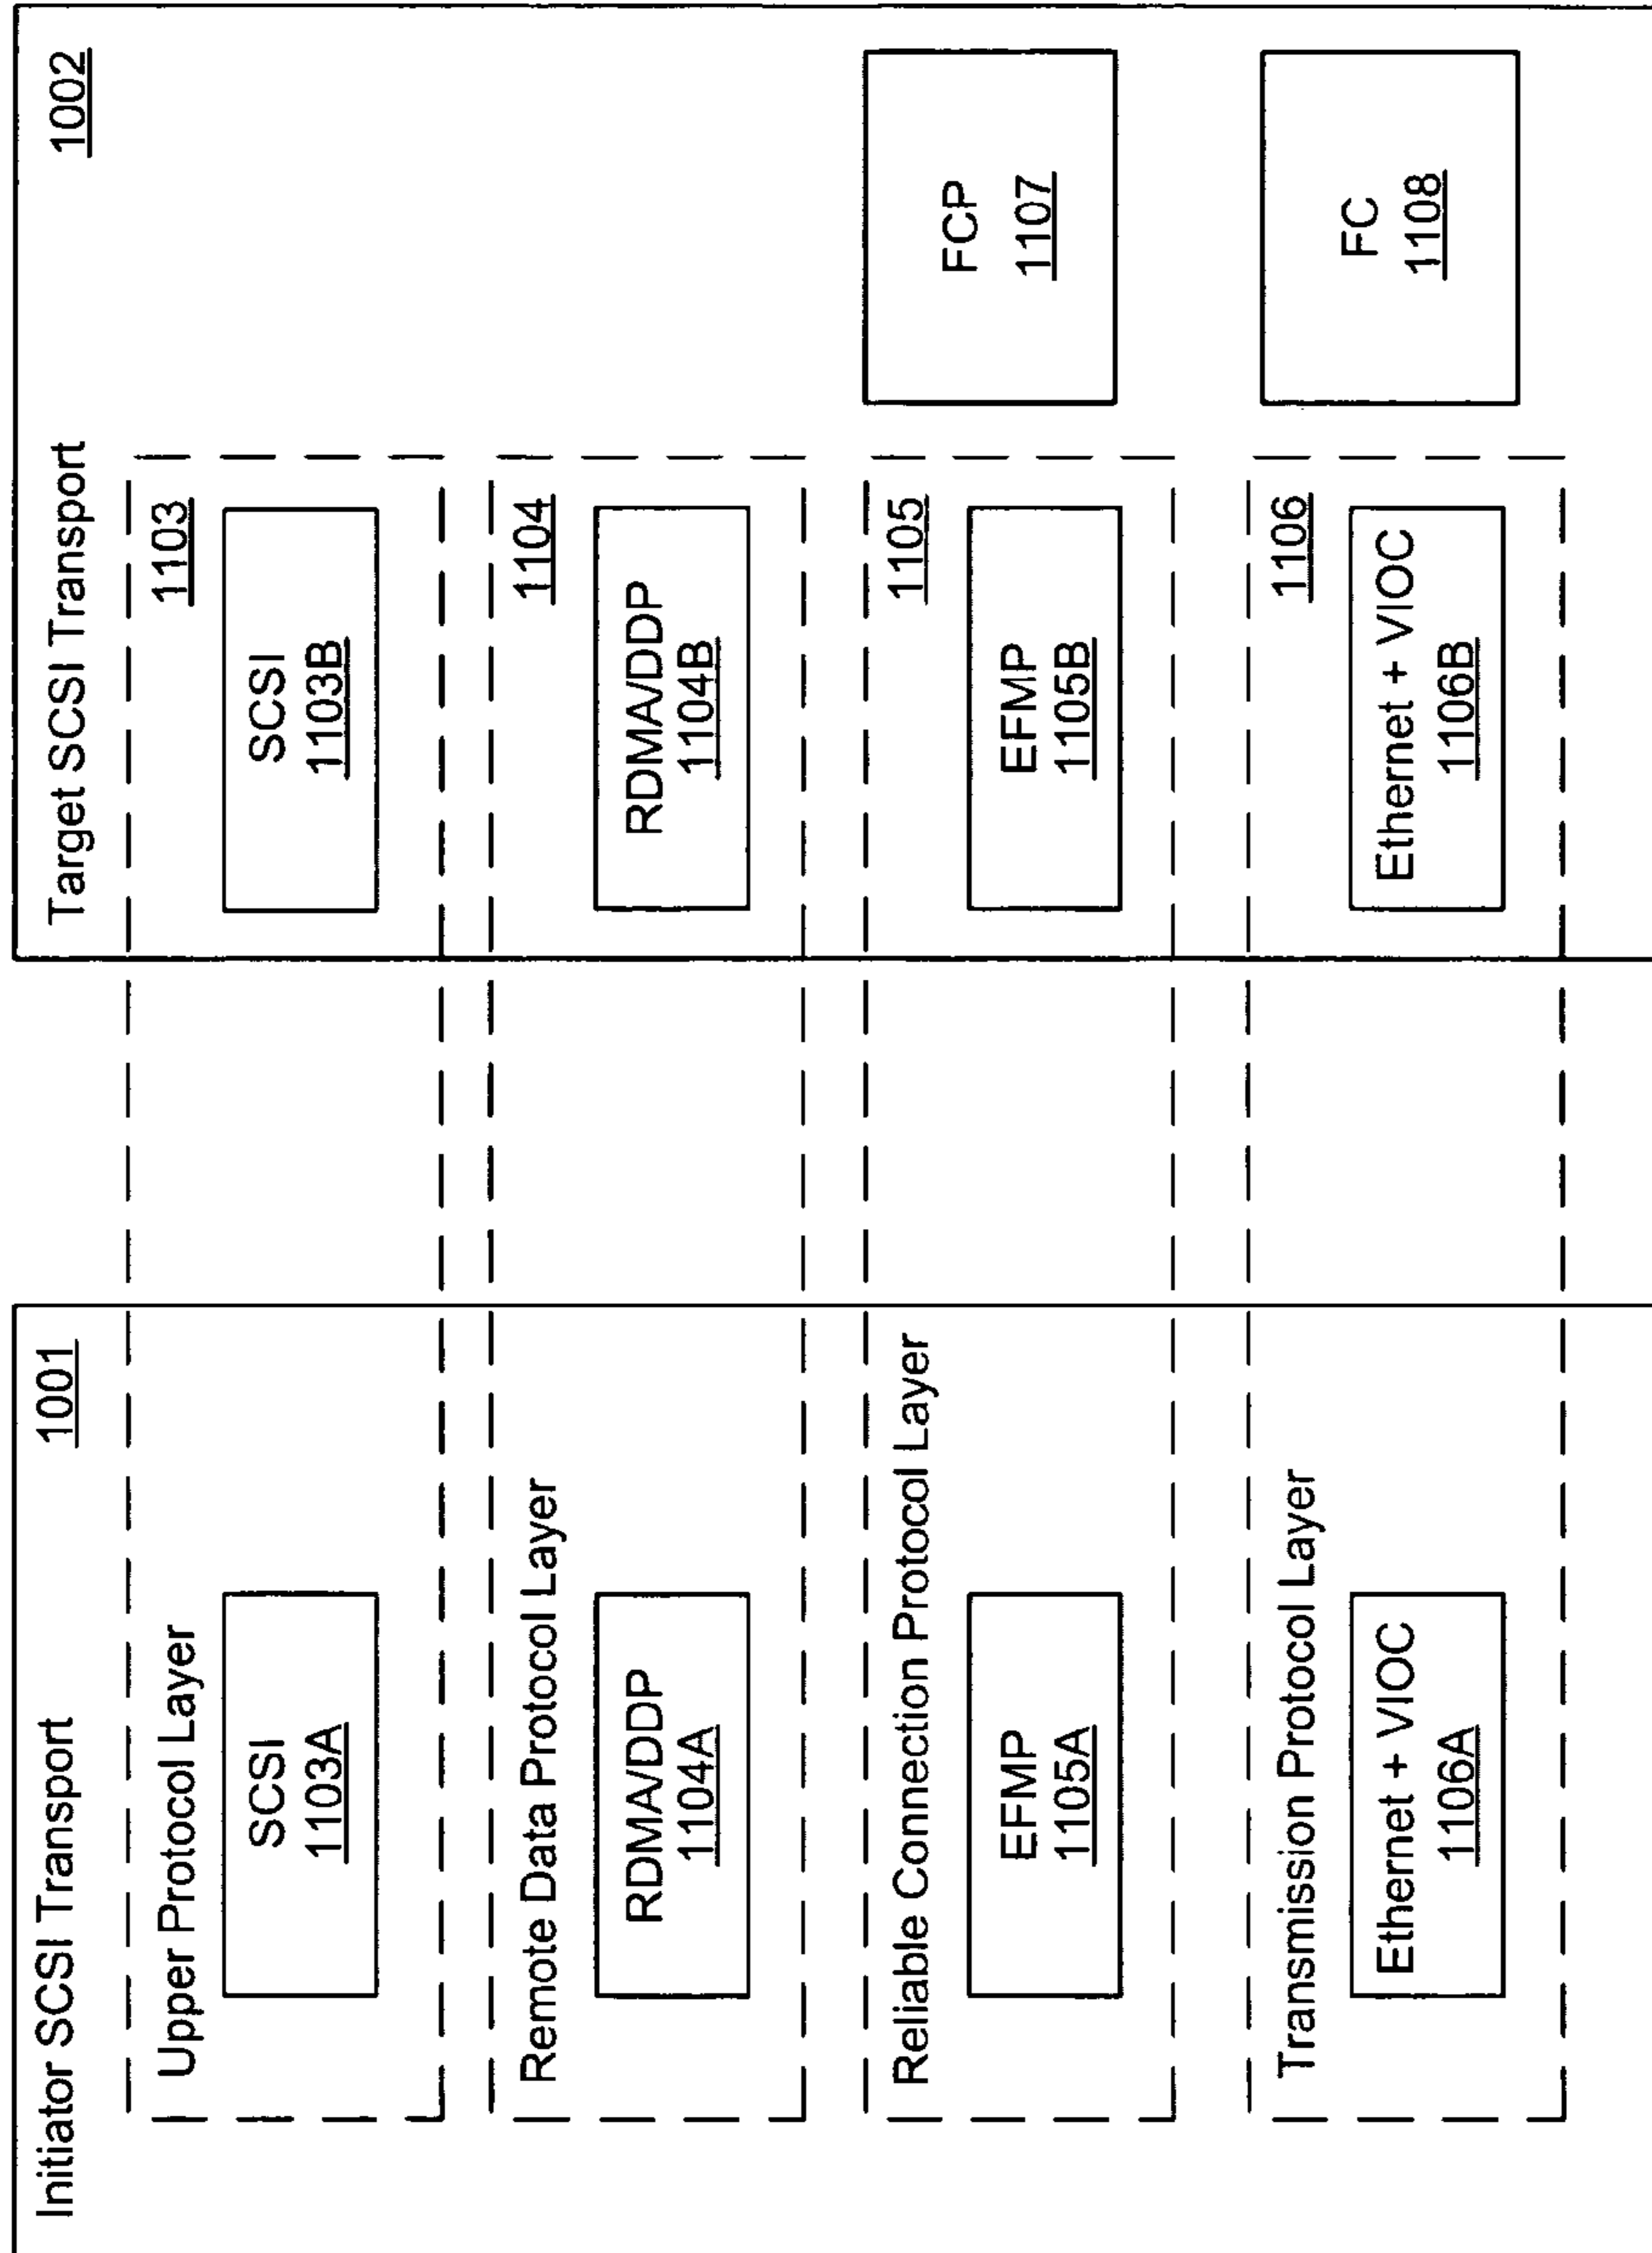 Initiator SCSI Transport
1001
Upper Protocol Layer
SCSI
1103A
Remote Data Protocol Layer
RDMA/DDP
1104A
Reliable Connection Protocol Layer
EFMP
1105A
Transmission Protocol Layer
Ethernet + VIOC
1106A
Target SCSI Transport
1002
1103
SCSI
1103B
1104
RDMA/DDP
1104B
1105
EFMP
1105B
1106
Ethernet + VIOC
1106B
FCP
1107
FC
1108